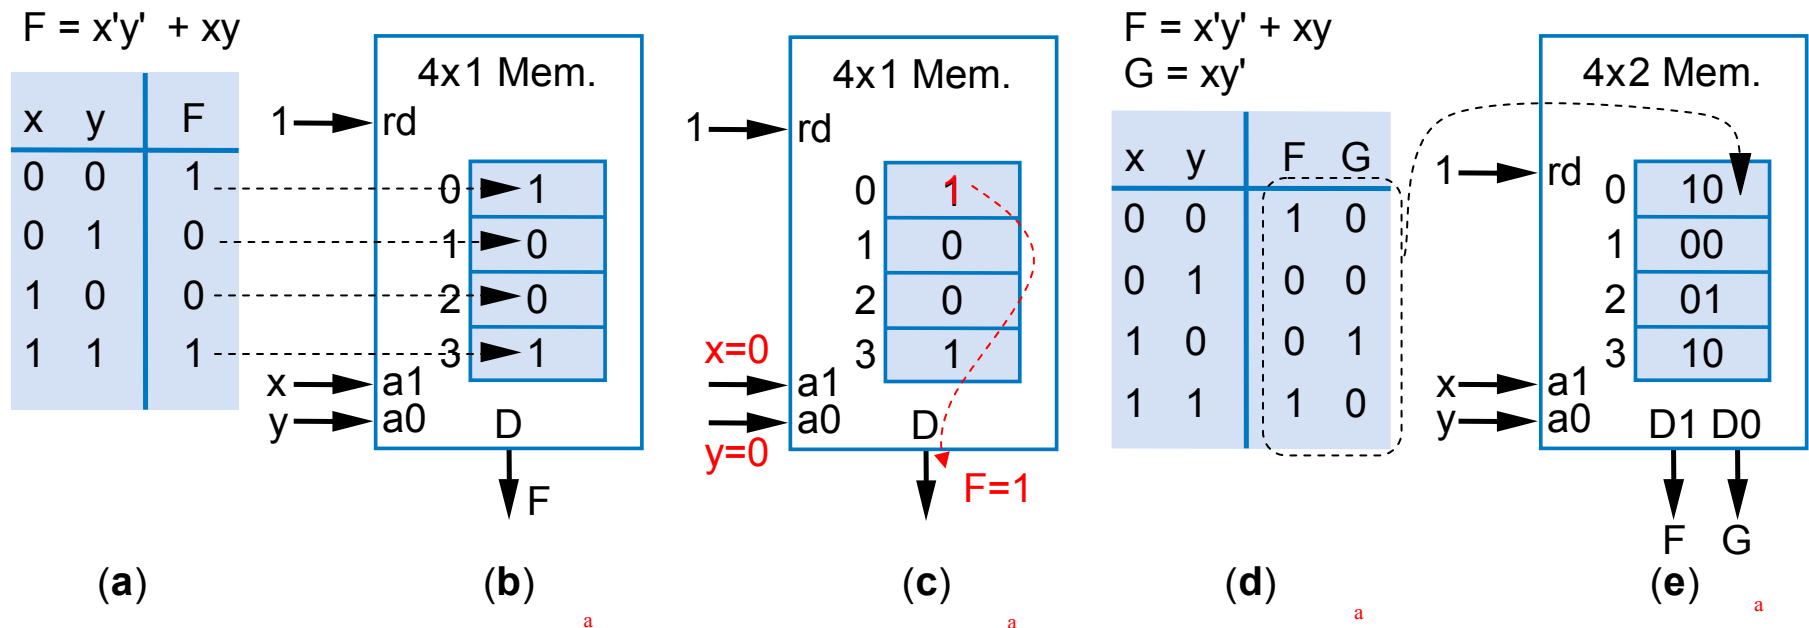 F = x'y' + xy
x y F
0 0 1
0 1 0
1 0 0
1 1 1
(a)
4x1 Mem.
1 rd
0 1
1 0
2 0
3 1
x a1
y a0
D
F
(b)
a
4x1 Mem.
1 rd
0 1
1 0
2 0
3 1
x=0
a1
a0
y=0
D
F=1
(c)
a
F = x'y' + xy
G = xy'
x y F G
0 0 1 0
0 1 0 0
1 0 0 1
1 1 1 0
(d)
a
4x2 Mem.
1 rd
0 10
1 00
2 01
3 10
x a1
y a0
D1 D0
F G
(e)
a